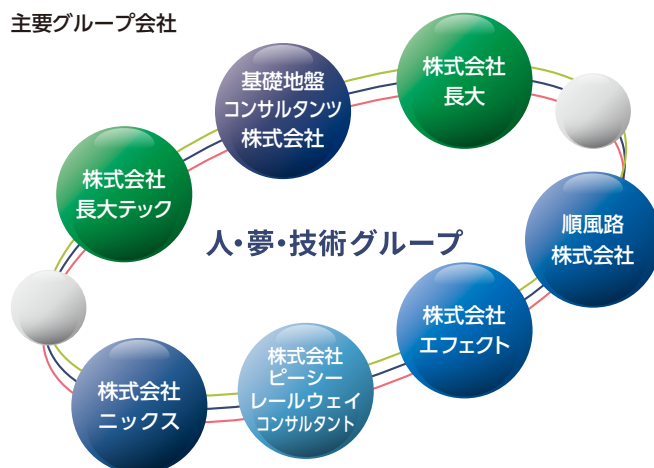 主要グループ会社
基礎地盤
コンサルタンツ
株式会社
株式会社
長大
株式会社
長大テック
人・夢・技術グループ
順風路
株式会社
株式会社
エフェクト
株式会社
ピーシー
レールウェイ
コンサルタント
株式会社
ニックス